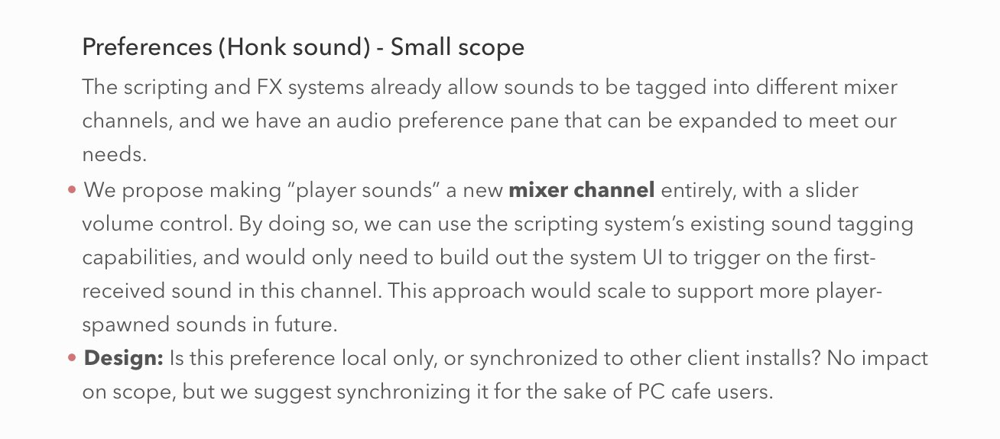 Preferences (Honk sound) - Small scope
The scripting and FX systems already allow sounds to be tagged into different mixer
channels, and we have an audio preference pane that can be expanded to meet our
needs.
• We propose making “player sounds” a new mixer channel entirely, with a slider
volume control. By doing so, we can use the scripting system’s existing sound tagging
capabilities, and would only need to build out the system UI to trigger on the first-
received sound in this channel. This approach would scale to support more player-
spawned sounds in future.
• Design: Is this preference local only, or synchronized to other client installs? No impact
on scope, but we suggest synchronizing it for the sake of PC cafe users.